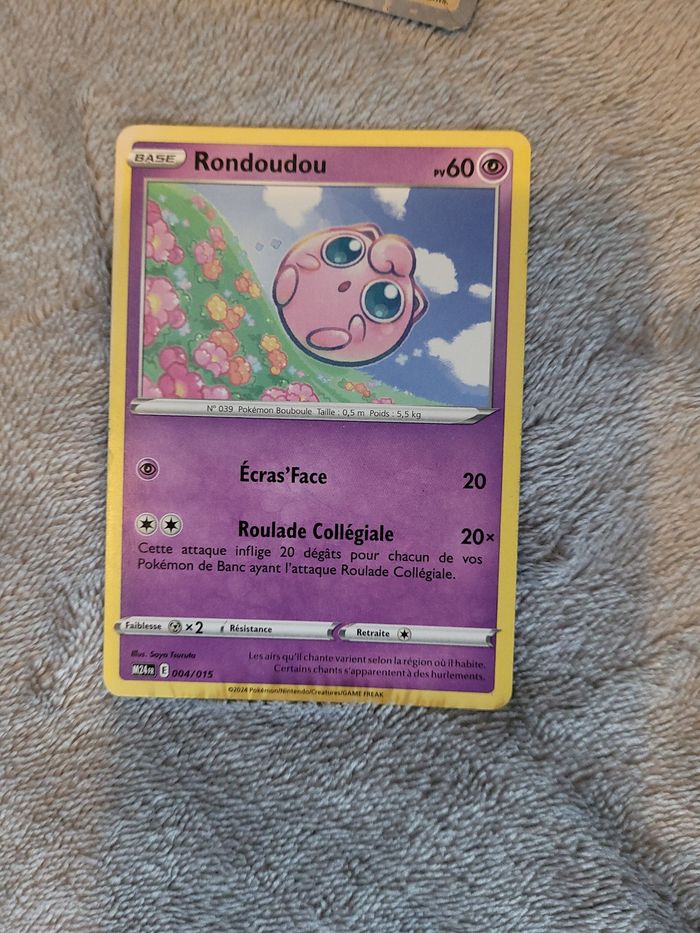 BASE Rondoudou PV60
N° 039 Pokémon Bouboule Taille : 0,5 m Poids : 5,5 kg
Écras'Face 20
Roulade Collégiale 20×
Cette attaque inflige 20 dégâts pour chacun de vos
Pokémon de Banc ayant l'attaque Roulade Collégiale.
Faiblesse ×2 Résistance Retraite
Illus. Saya Tsuruta
Les airs qu'il chante varient selon la région où il habite.
Certains chants s'apparentent à des hurlements.
M24 FR E 004/015
©2024 Pokémon/Nintendo/Creatures/GAME FREAK